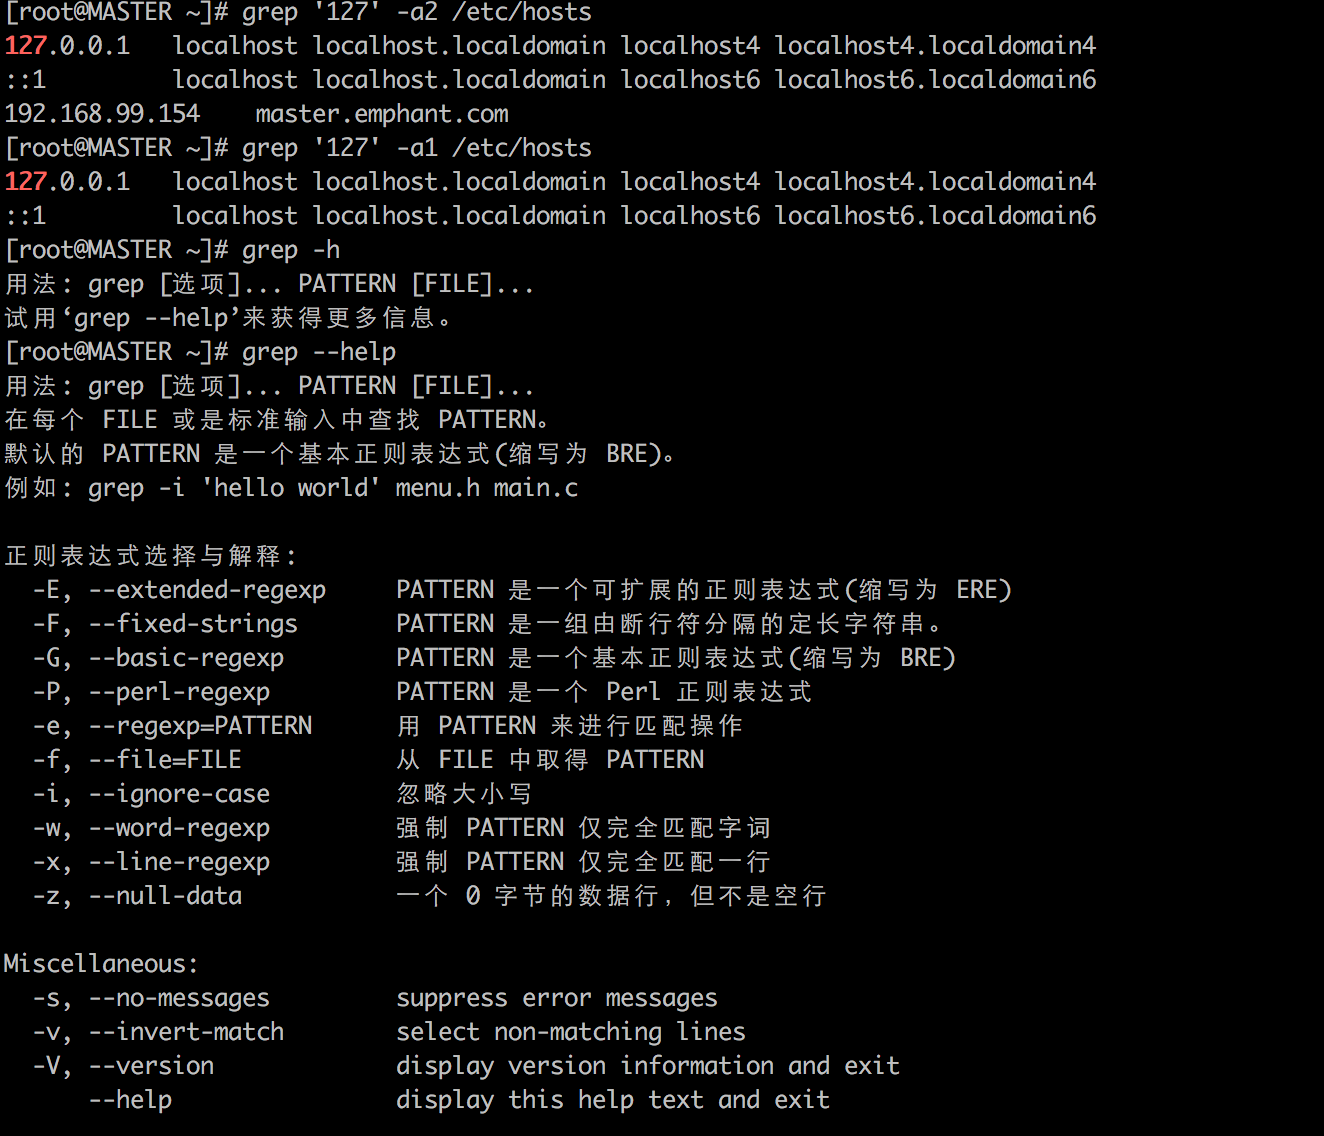 [root@MASTER ~]# grep '127' -a2 /etc/hosts
127.0.0.1   localhost localhost.localdomain localhost4 localhost4.localdomain4
::1         localhost localhost.localdomain localhost6 localhost6.localdomain6
192.168.99.154    master.emphant.com
[root@MASTER ~]# grep '127' -a1 /etc/hosts
127.0.0.1   localhost localhost.localdomain localhost4 localhost4.localdomain4
::1         localhost localhost.localdomain localhost6 localhost6.localdomain6
[root@MASTER ~]# grep -h
用法: grep [选项]... PATTERN [FILE]...
试用‘grep --help’来获得更多信息。
[root@MASTER ~]# grep --help
用法: grep [选项]... PATTERN [FILE]...
在每个 FILE 或是标准输入中查找 PATTERN。
默认的 PATTERN 是一个基本正则表达式(缩写为 BRE)。
例如: grep -i 'hello world' menu.h main.c
正则表达式选择与解释:
  -E, --extended-regexp     PATTERN 是一个可扩展的正则表达式(缩写为 ERE)
  -F, --fixed-strings       PATTERN 是一组由断行符分隔的定长字符串。
  -G, --basic-regexp        PATTERN 是一个基本正则表达式(缩写为 BRE)
  -P, --perl-regexp         PATTERN 是一个 Perl 正则表达式
  -e, --regexp=PATTERN      用 PATTERN 来进行匹配操作
  -f, --file=FILE           从 FILE 中取得 PATTERN
  -i, --ignore-case         忽略大小写
  -w, --word-regexp         强制 PATTERN 仅完全匹配字词
  -x, --line-regexp         强制 PATTERN 仅完全匹配一行
  -z, --null-data           一个 0 字节的数据行，但不是空行
Miscellaneous:
  -s, --no-messages         suppress error messages
  -v, --invert-match        select non-matching lines
  -V, --version             display version information and exit
      --help                display this help text and exit